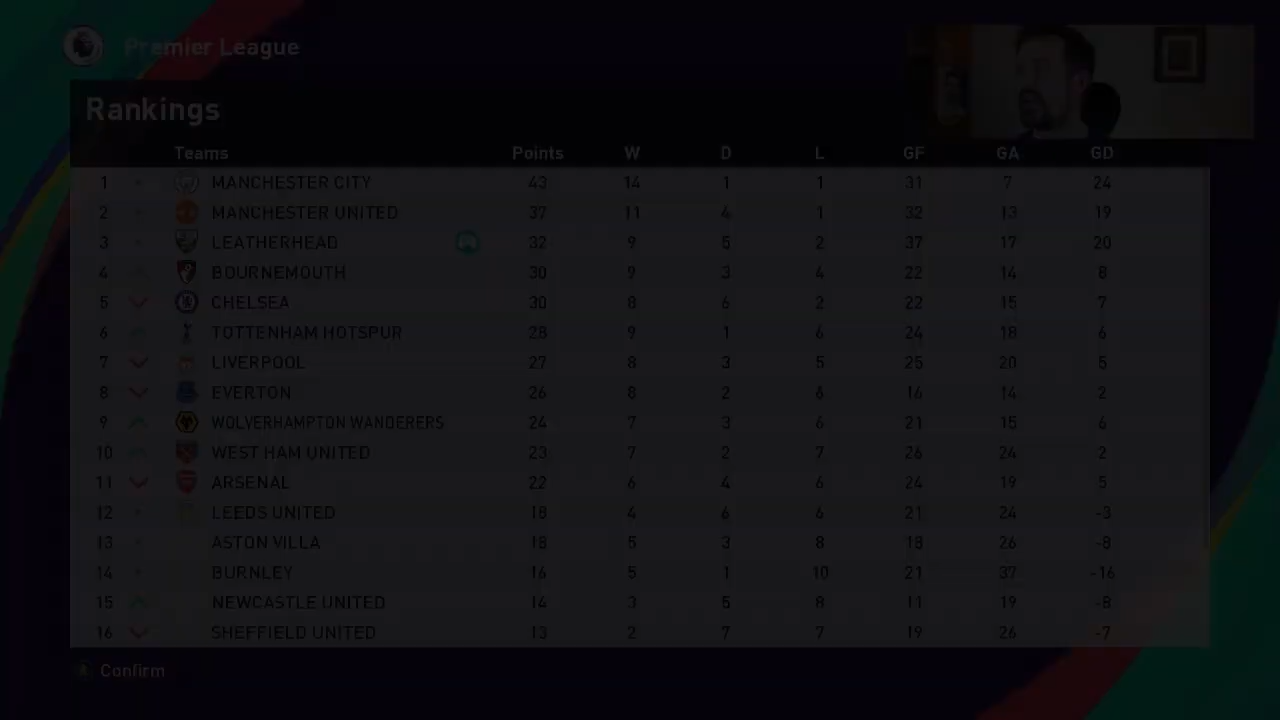 Premier League
Rankings
Teams Points W D L GF GA GD
1 MANCHESTER CITY 43 14 1 1 31 7 24
2 MANCHESTER UNITED 37 11 4 1 32 13 19
3 LEATHERHEAD 32 9 5 2 37 17 20
4 BOURNEMOUTH 30 9 3 4 22 14 8
5 CHELSEA 30 8 6 2 22 15 7
6 TOTTENHAM HOTSPUR 28 9 1 6 24 18 6
7 LIVERPOOL 27 8 3 5 25 20 5
8 EVERTON 26 8 2 6 16 14 2
9 WOLVERHAMPTON WANDERERS 24 7 3 6 21 15 6
10 WEST HAM UNITED 23 7 2 7 26 24 2
11 ARSENAL 22 6 4 6 24 19 5
12 LEEDS UNITED 18 4 6 6 21 24 -3
13 ASTON VILLA 18 5 3 8 18 26 -8
14 BURNLEY 16 5 1 10 21 37 -16
15 NEWCASTLE UNITED 14 3 5 8 11 19 -8
16 SHEFFIELD UNITED 13 2 7 7 19 26 -7
Confirm